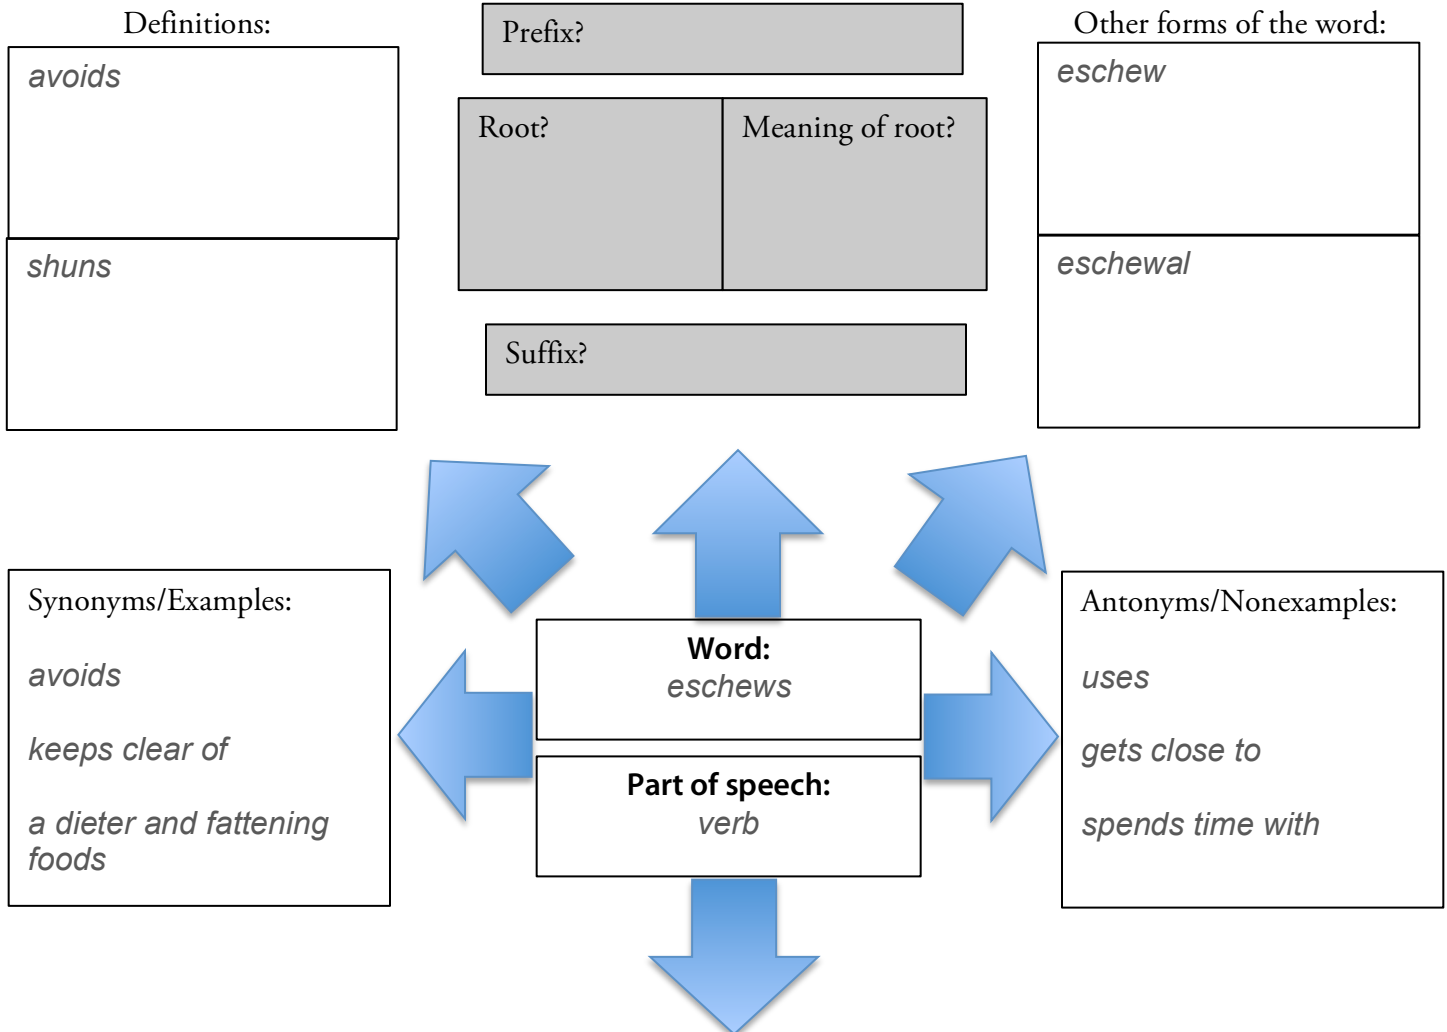 Definitions:
avoids
shuns
Prefix?
Root?
Meaning of root?
Suffix?
Other forms of the word:
eschew
eschewal
Synonyms/Examples:
avoids
keeps clear of
a dieter and fattening
foods
Word:
eschews
Part of speech:
verb
Antonyms/Nonexamples:
uses
gets close to
spends time with